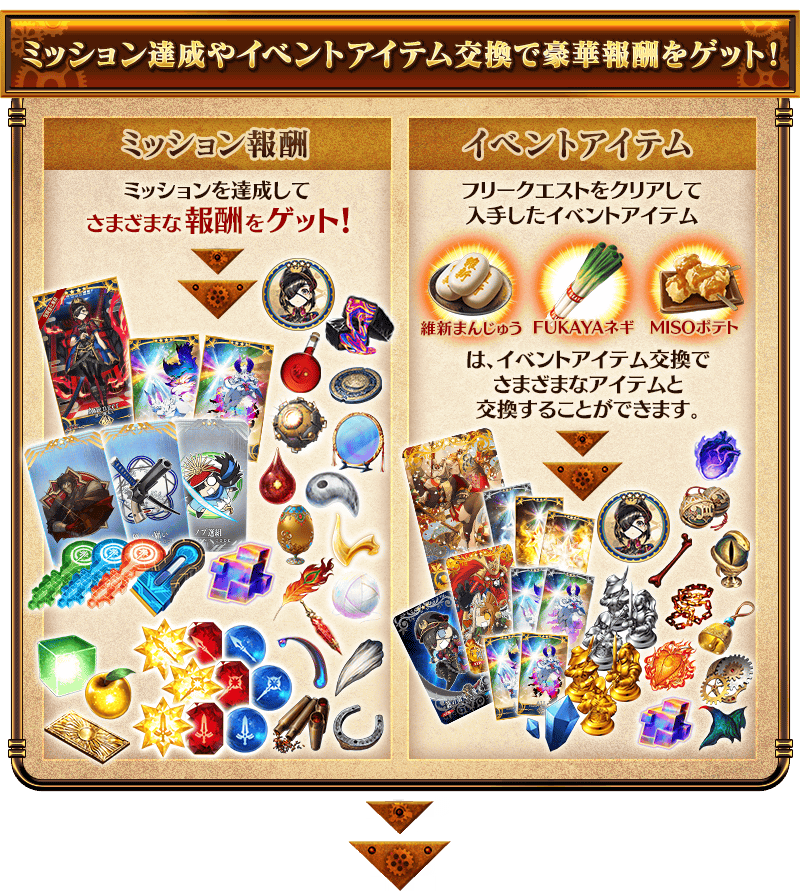 ミッション達成やイベントアイテム交換で豪華報酬をゲット!
ミッション報酬
ミッションを達成して
さまざまな報酬をゲット!
イベントアイテム
フリークエストをクリアして
入手したイベントアイテム
維新まんじゅう
FUKAYAネギ
MISOポテト
は、イベントアイテム交換で
さまざまなアイテムと
交換することができます。